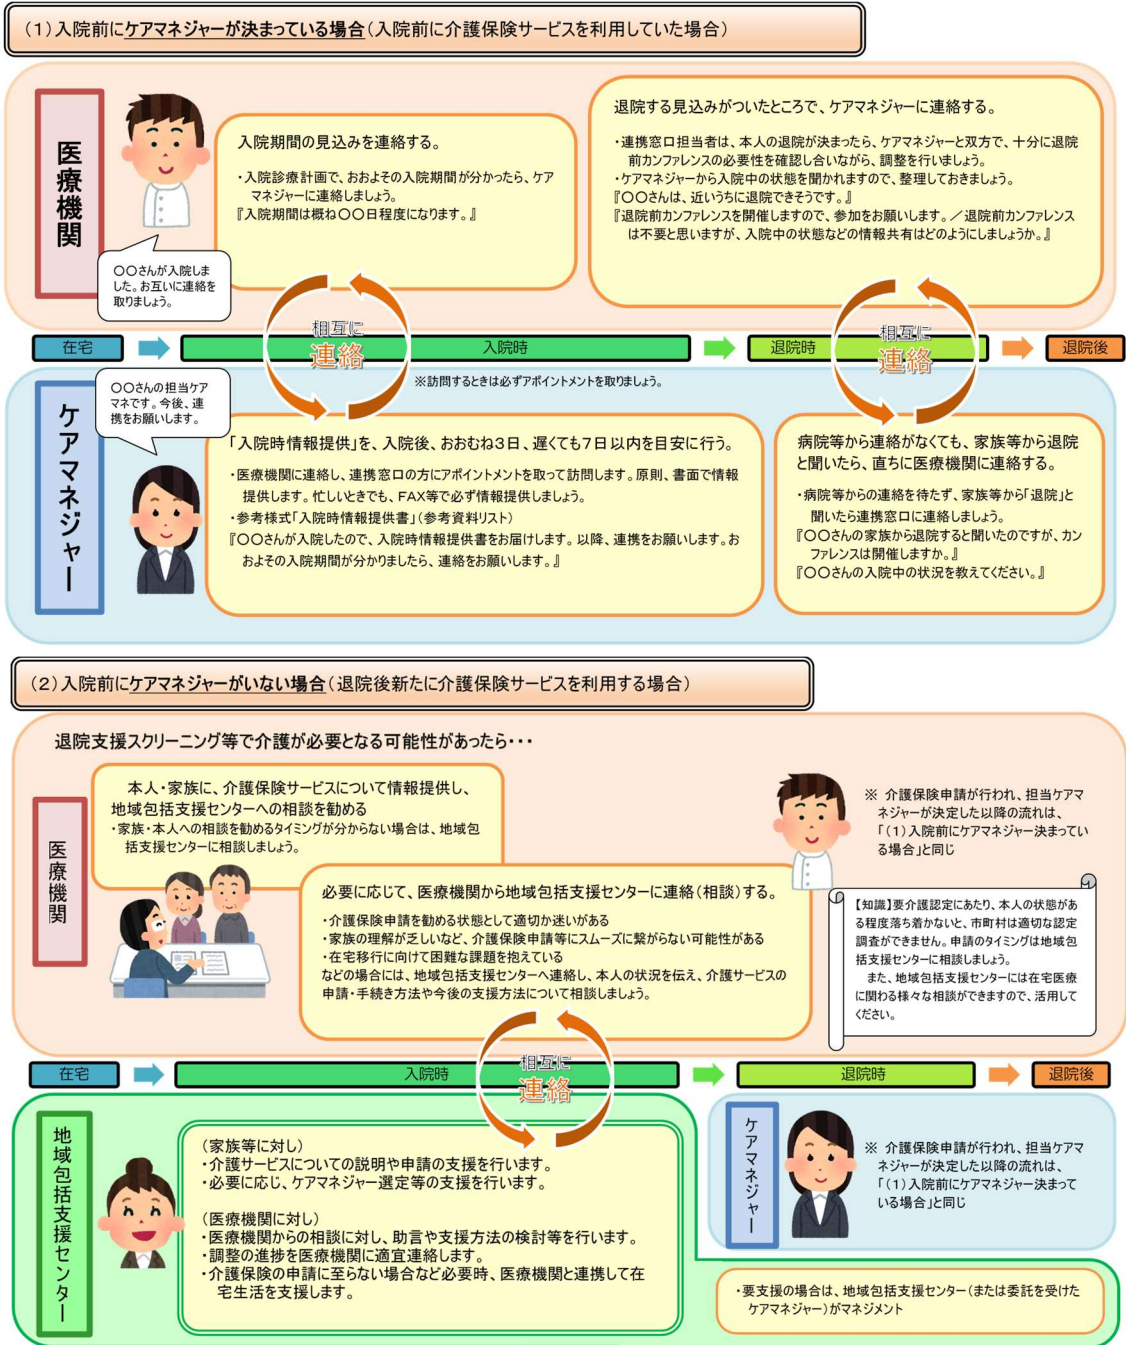 (1)入院前にケアマネジャーが決まっている場合(入院前に介護保険サービスを利用していた場合)
医療機関
〇〇さんが入院しま
した。お互いに連絡を
取りましょう。
入院期間の見込みを連絡する。
・入院診療計画で、おおよその入院期間が分かったら、ケア
マネジャーに連絡しましょう。
『入院期間は概ね〇〇日程度になります。』
退院する見込みがついたところで、ケアマネジャーに連絡する。
・連携窓口担当者は、本人の退院が決まったら、ケアマネジャーと双方で、十分に退院
前カンファレンスの必要性を確認し合いながら、調整を行いましょう。
・ケアマネジャーから入院中の状態を聞かれますので、整理しておきましょう。
『〇〇さんは、近いうちに退院できそうです。』
『退院前カンファレンスを開催しますので、参加をお願いします。/退院前カンファレンス
は不要と思いますが、入院中の状態などの情報共有はどのようにしましょうか。』
在宅
相互に
連絡
入院時
退院時
相互に
連絡
退院後
※訪問するときは必ずアポイントメントを取りましょう。
ケアマネジャー
〇〇さんの担当ケア
マネです。今後、連
携をお願いします。
「入院時情報提供」を、入院後、おおむね3日、遅くても7日以内を目安に行う。
・医療機関に連絡し、連携窓口の方にアポイントメントを取って訪問します。原則、書面で情報
提供します。忙しいときでも、FAX等で必ず情報提供しましょう。
・参考様式「入院時情報提供書」(参考資料リスト)
『〇〇さんが入院したので、入院時情報提供書をお届けします。以降、連携をお願いします。お
およその入院期間が分かりましたら、連絡をお願いします。』
病院等から連絡がなくても、家族等から退院
と聞いたら、直ちに医療機関に連絡する。
・病院等からの連絡を待たず、家族等から「退院」と
聞いたら連携窓口に連絡しましょう。
『〇〇さんの家族から退院すると聞いたのですが、カン
ファレンスは開催しますか。』
『〇〇さんの入院中の状況を教えてください。』
(2)入院前にケアマネジャーがいない場合(退院後新たに介護保険サービスを利用する場合)
退院支援スクリーニング等で介護が必要となる可能性があったら・・・
医療機関
本人・家族に、介護保険サービスについて情報提供し、
地域包括支援センターへの相談を勧める
・家族・本人への相談を勧めるタイミングが分からない場合は、地域包
括支援センターに相談しましょう。
必要に応じて、医療機関から地域包括支援センターに連絡(相談)する。
・介護保険申請を勧める状態として適切か迷いがある
・家族の理解が乏しいなど、介護保険申請等にスムーズに繋がらない可能性がある
・在宅移行に向けて困難な課題を抱えている
などの場合には、地域包括支援センターへ連絡し、本人の状況を伝え、介護サービスの
申請・手続き方法や今後の支援方法について相談しましょう。
※ 介護保険申請が行われ、担当ケアマ
ネジャーが決定した以降の流れは、
「(1)入院前にケアマネジャー決まってい
る場合」と同じ
【知識】要介護認定にあたり、本人の状態があ
る程度落ち着かないと、市町村は適切な認定
調査ができません。申請のタイミングは地域包
括支援センターに相談しましょう。
また、地域包括支援センターには在宅医療
に関わる様々な相談ができますので、活用して
ください。
在宅
入院時
相互に
連絡
退院時
退院後
地域包括支援センター
(家族等に対し)
・介護サービスについての説明や申請の支援を行います。
・必要に応じ、ケアマネジャー選定等の支援を行います。
(医療機関に対し)
・医療機関からの相談に対し、助言や支援方法の検討等を行います。
・調整の進捗を医療機関に適宜連絡します。
・介護保険の申請に至らない場合など必要時、医療機関と連携して在
宅生活を支援します。
ケアマネジャー
※ 介護保険申請が行われ、担当ケアマ
ネジャーが決定した以降の流れは、
「(1)入院前にケアマネジャー決まって
いる場合」と同じ
・要支援の場合は、地域包括支援センター(または委託を受けた
ケアマネジャー)がマネジメント